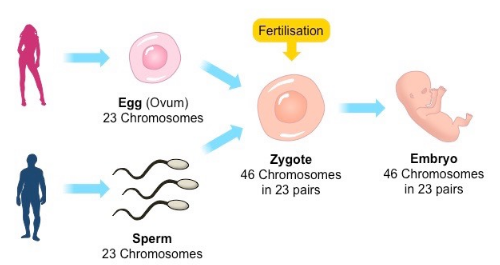 Fertilisation
Egg (Ovum)
23 Chromosomes
Zygote
46 Chromosomes
in 23 pairs
Embryo
46 Chromosomes
in 23 pairs
Sperm
23 Chromosomes